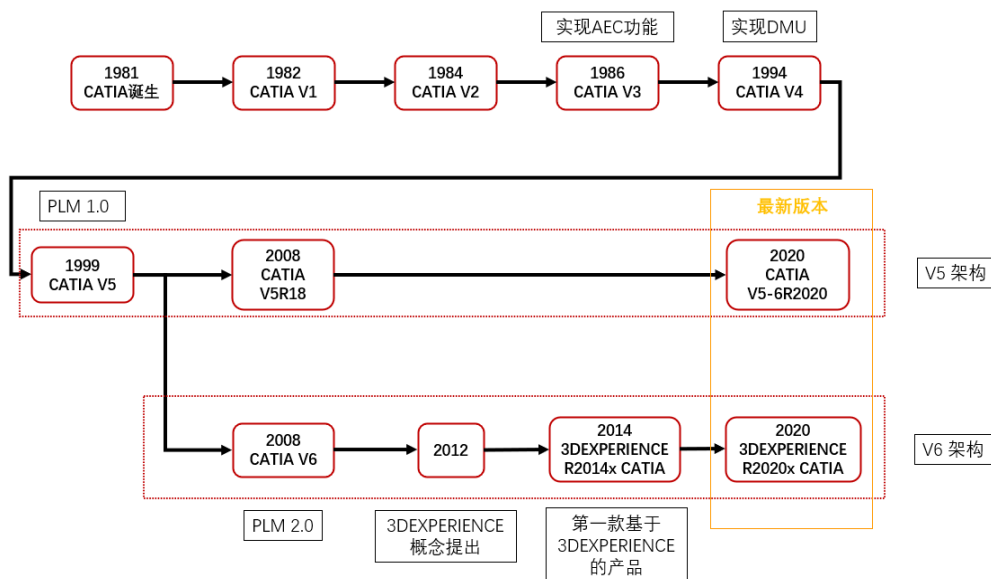 实现AEC功能
实现DMU
1981
CATIA诞生
1982
CATIA V1
1984
CATIA V2
1986
CATIA V3
1994
CATIA V4
PLM 1.0
最新版本
1999
CATIA V5
2008
CATIA
V5R18
2020
CATIA
V5-6R2020
V5 架构
2008
CATIA V6
2012
2014
3DEXPERIENCE
R2014x CATIA
2020
3DEXPERIENCE
R2020x CATIA
V6 架构
PLM 2.0
3DEXPERIENCE
概念提出
第一款基于
3DEXPERIENCE
的产品